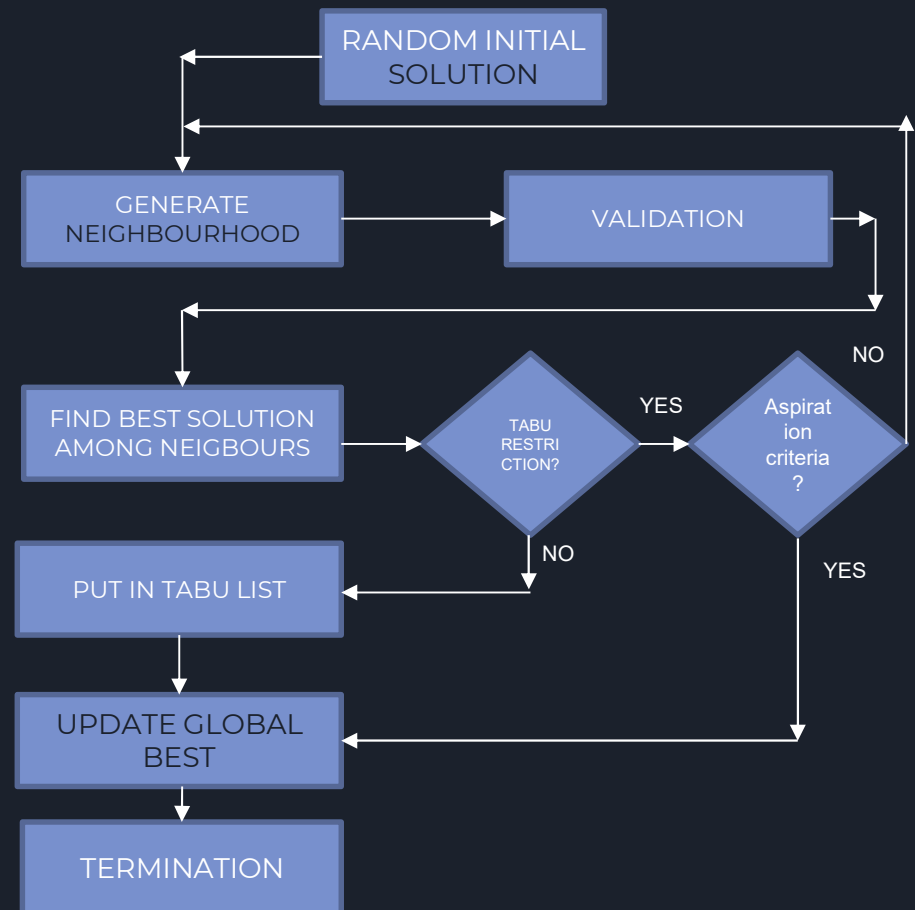 RANDOM INITIAL
SOLUTION
GENERATE
NEIGHBOURHOOD
VALIDATION
NO
FIND BEST SOLUTION
AMONG NEIGBOURS
TABU
RESTRI
CTION?
YES
Aspirat
ion
criteria
?
NO
YES
PUT IN TABU LIST
UPDATE GLOBAL
BEST
TERMINATION